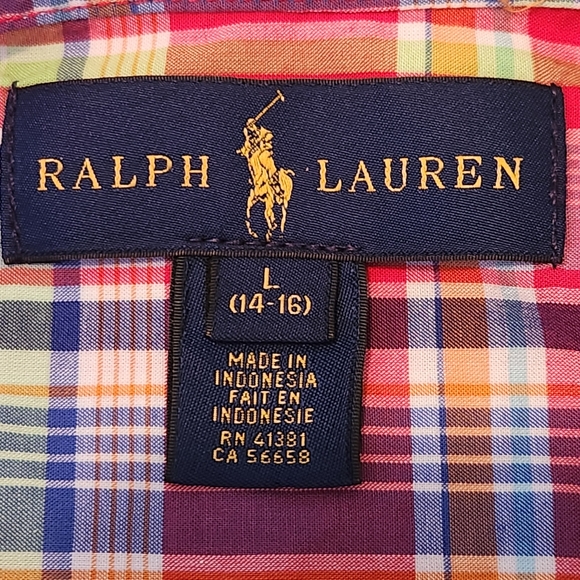 RALPH LAUREN
L
(14-16)
MADE IN
INDONESIA
FAIT EN
INDONESIE
RN 41381
CA 56658